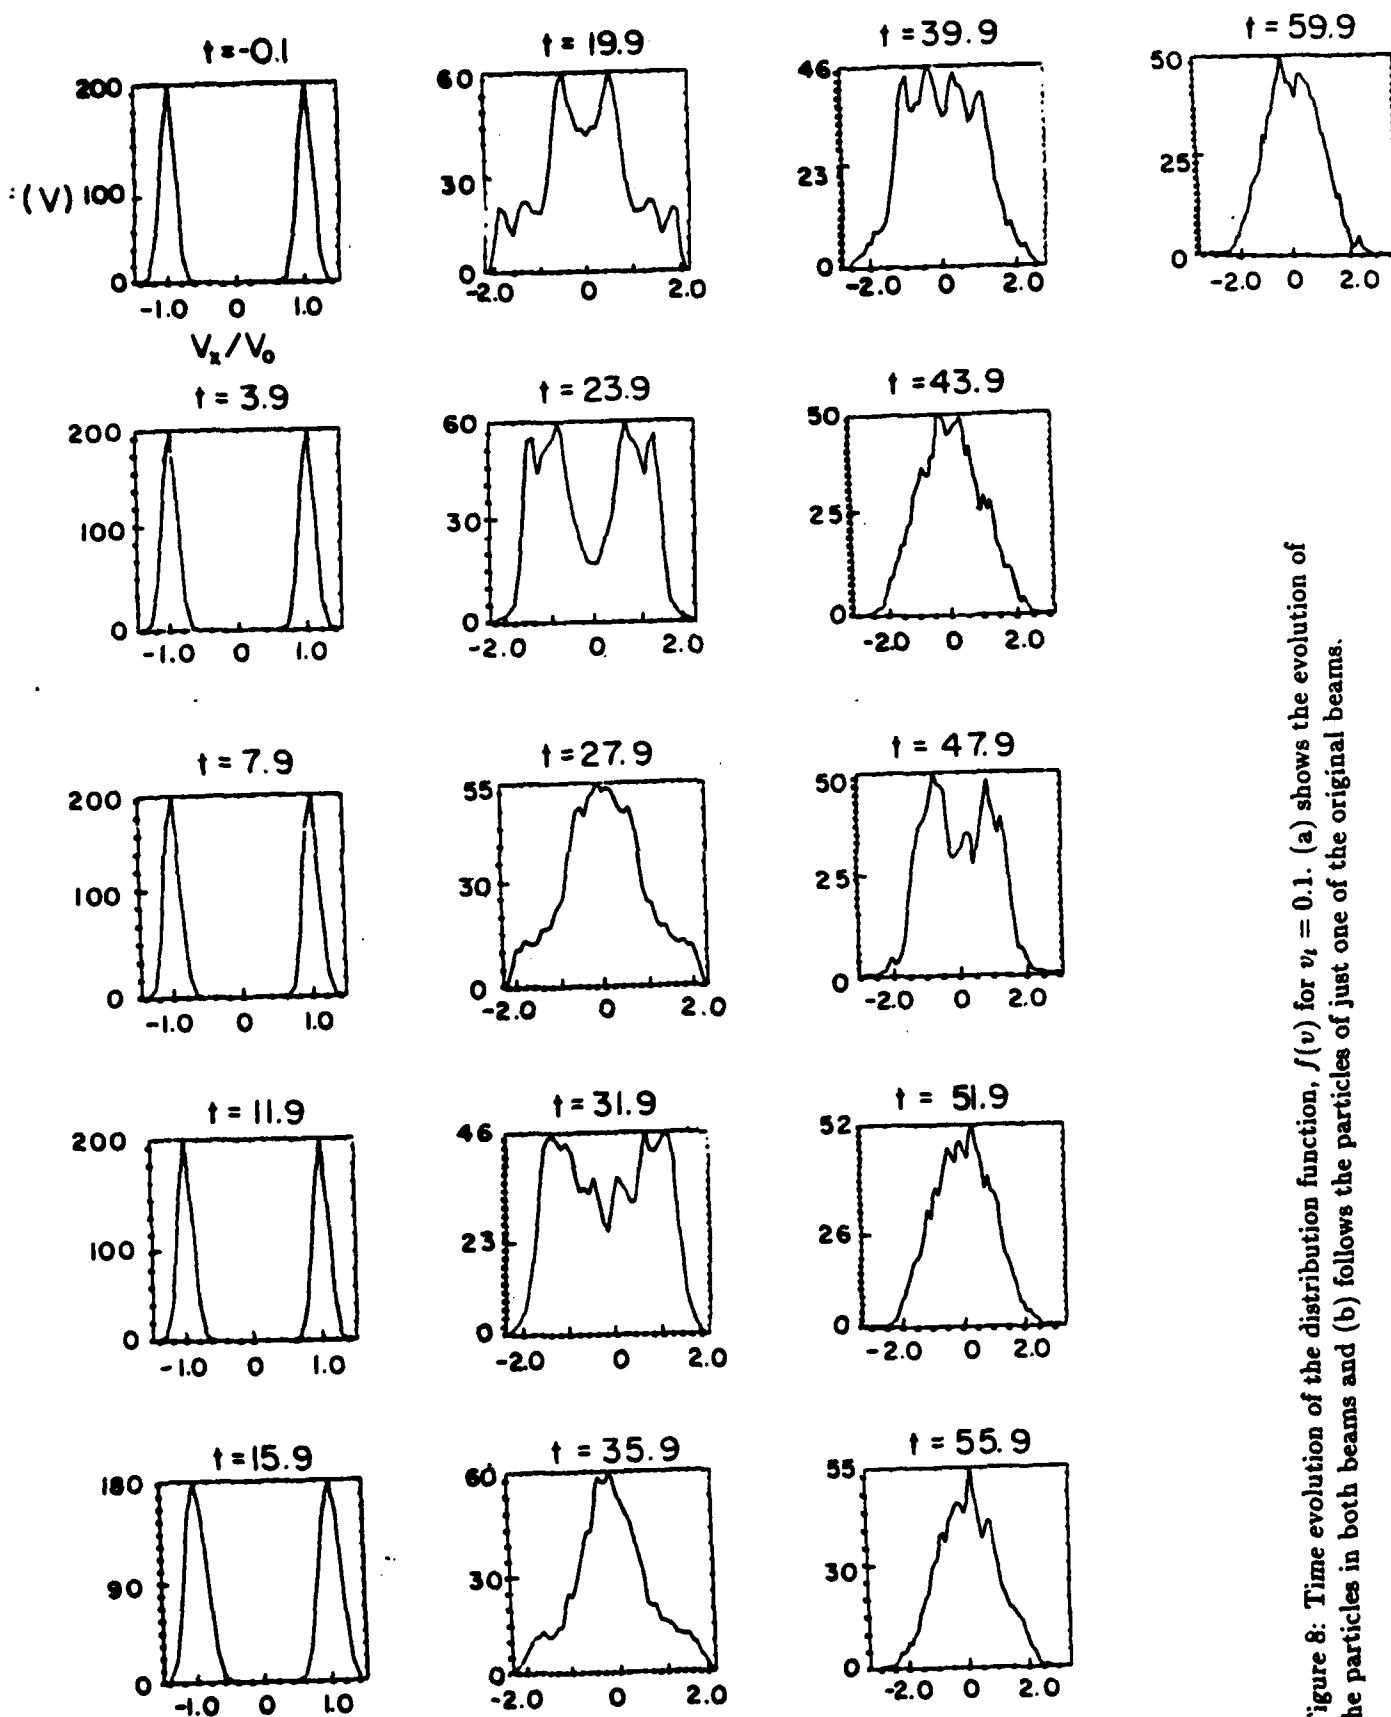 t=-0.1
200
(V) 100
0
-1.0 0 1.0
Vx/Vo
t = 3.9
200
100
0
-1.0 0 1.0
t = 7.9
200
100
0
-1.0 0 1.0
t = 11.9
200
100
0
-1.0 0 1.0
t = 15.9
180
90
0
-1.0 0 1.0
t = 19.9
60
30
0
-2.0 0 2.0
t = 23.9
60
30
0
-2.0 0 2.0
t = 27.9
55
30
0
-2.0 0 2.0
t = 31.9
46
23
0
-2.0 0 2.0
t = 35.9
60
30
0
-2.0 0 2.0
t = 39.9
46
23
0
-2.0 0 2.0
t = 43.9
50
25
0
-2.0 0 2.0
t = 47.9
50
25
0
-2.0 0 2.0
t = 51.9
52
26
0
-2.0 0 2.0
t = 55.9
55
30
0
-2.0 0 2.0
t = 59.9
50
25
0
-2.0 0 2.0
igure 8: Time evolution of the distribution function, f(v) for vt = 0.1. (a) shows the evolution of
he particles in both beams and (b) follows the particles of just one of the original beams.